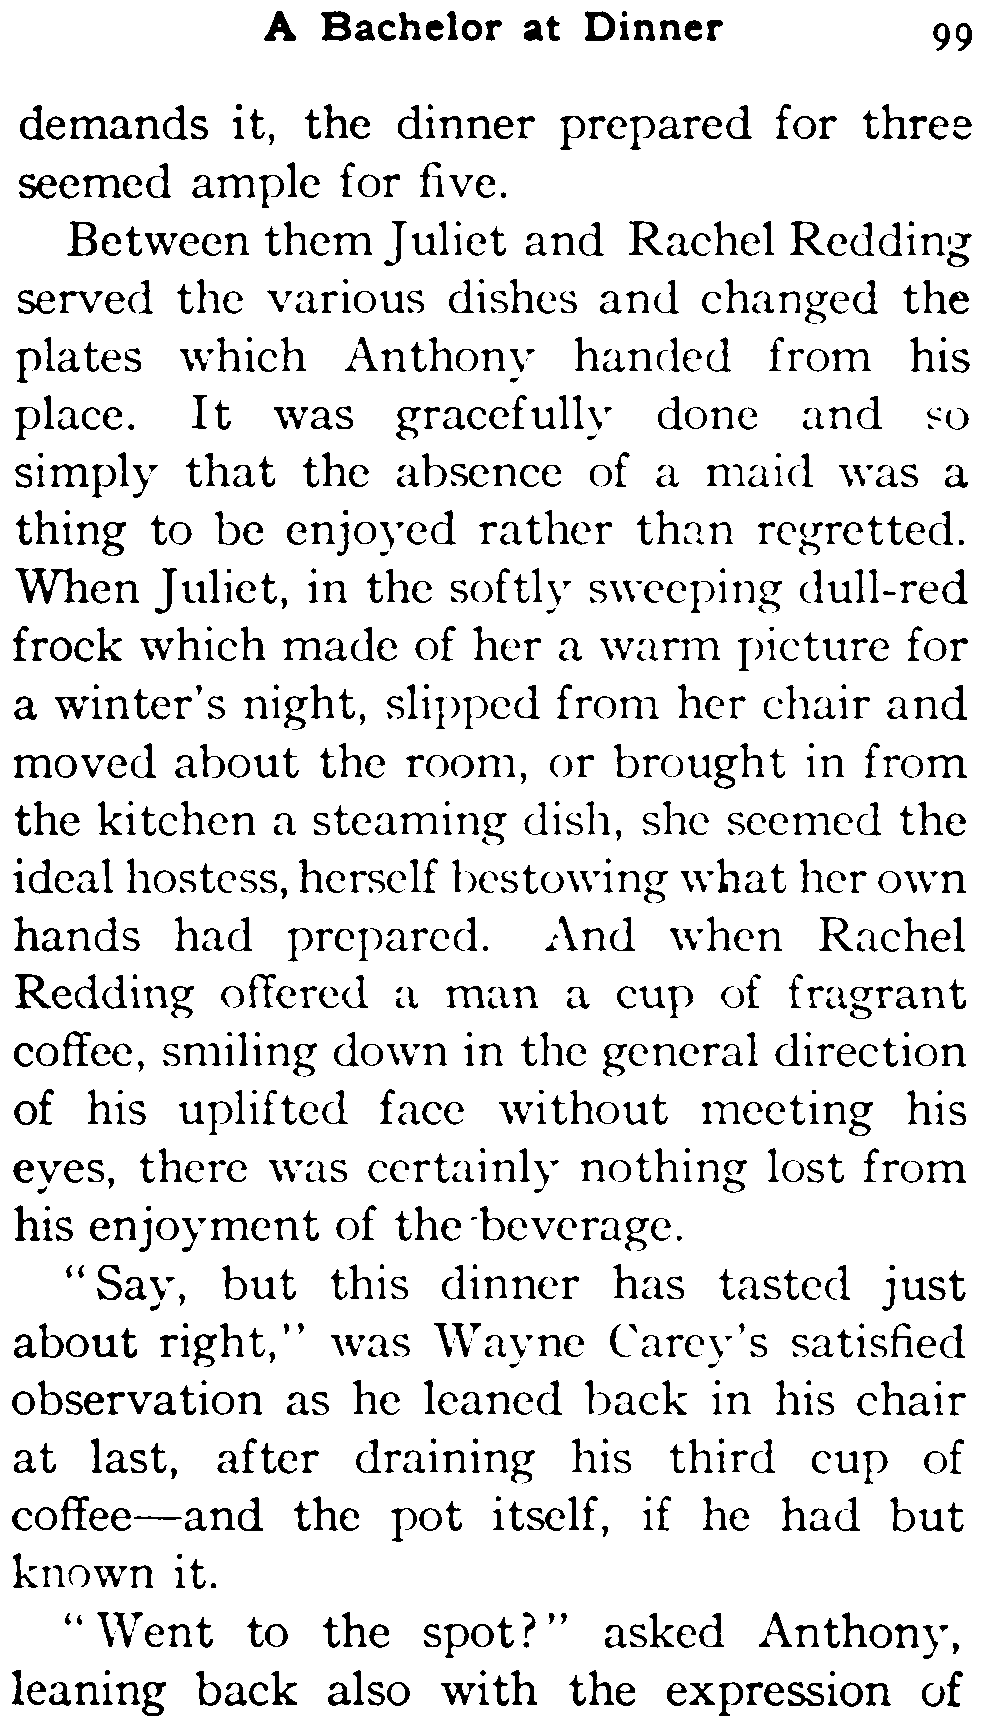 A Bachelor at Dinner 99
demands it, the dinner prepared for three
seemed ample for five.
Between them Juliet and Rachel Redding
served the various dishes and changed the
plates which Anthony handed from his
place. It was gracefully done and so
simply that the absence of a maid was a
thing to be enjoyed rather than regretted.
When Juliet, in the softly sweeping dull-red
frock which made of her a warm picture for
a winter's night, slipped from her chair and
moved about the room, or brought in from
the kitchen a steaming dish, she seemed the
ideal hostess, herself bestowing what her own
hands had prepared. And when Rachel
Redding offered a man a cup of fragrant
coffee, smiling down in the general direction
of his uplifted face without meeting his
eyes, there was certainly nothing lost from
his enjoyment of the beverage.
"Say, but this dinner has tasted just
about right," was Wayne Carey's satisfied
observation as he leaned back in his chair
at last, after draining his third cup of
coffee—and the pot itself, if he had but
known it.
"Went to the spot?" asked Anthony,
leaning back also with the expression of